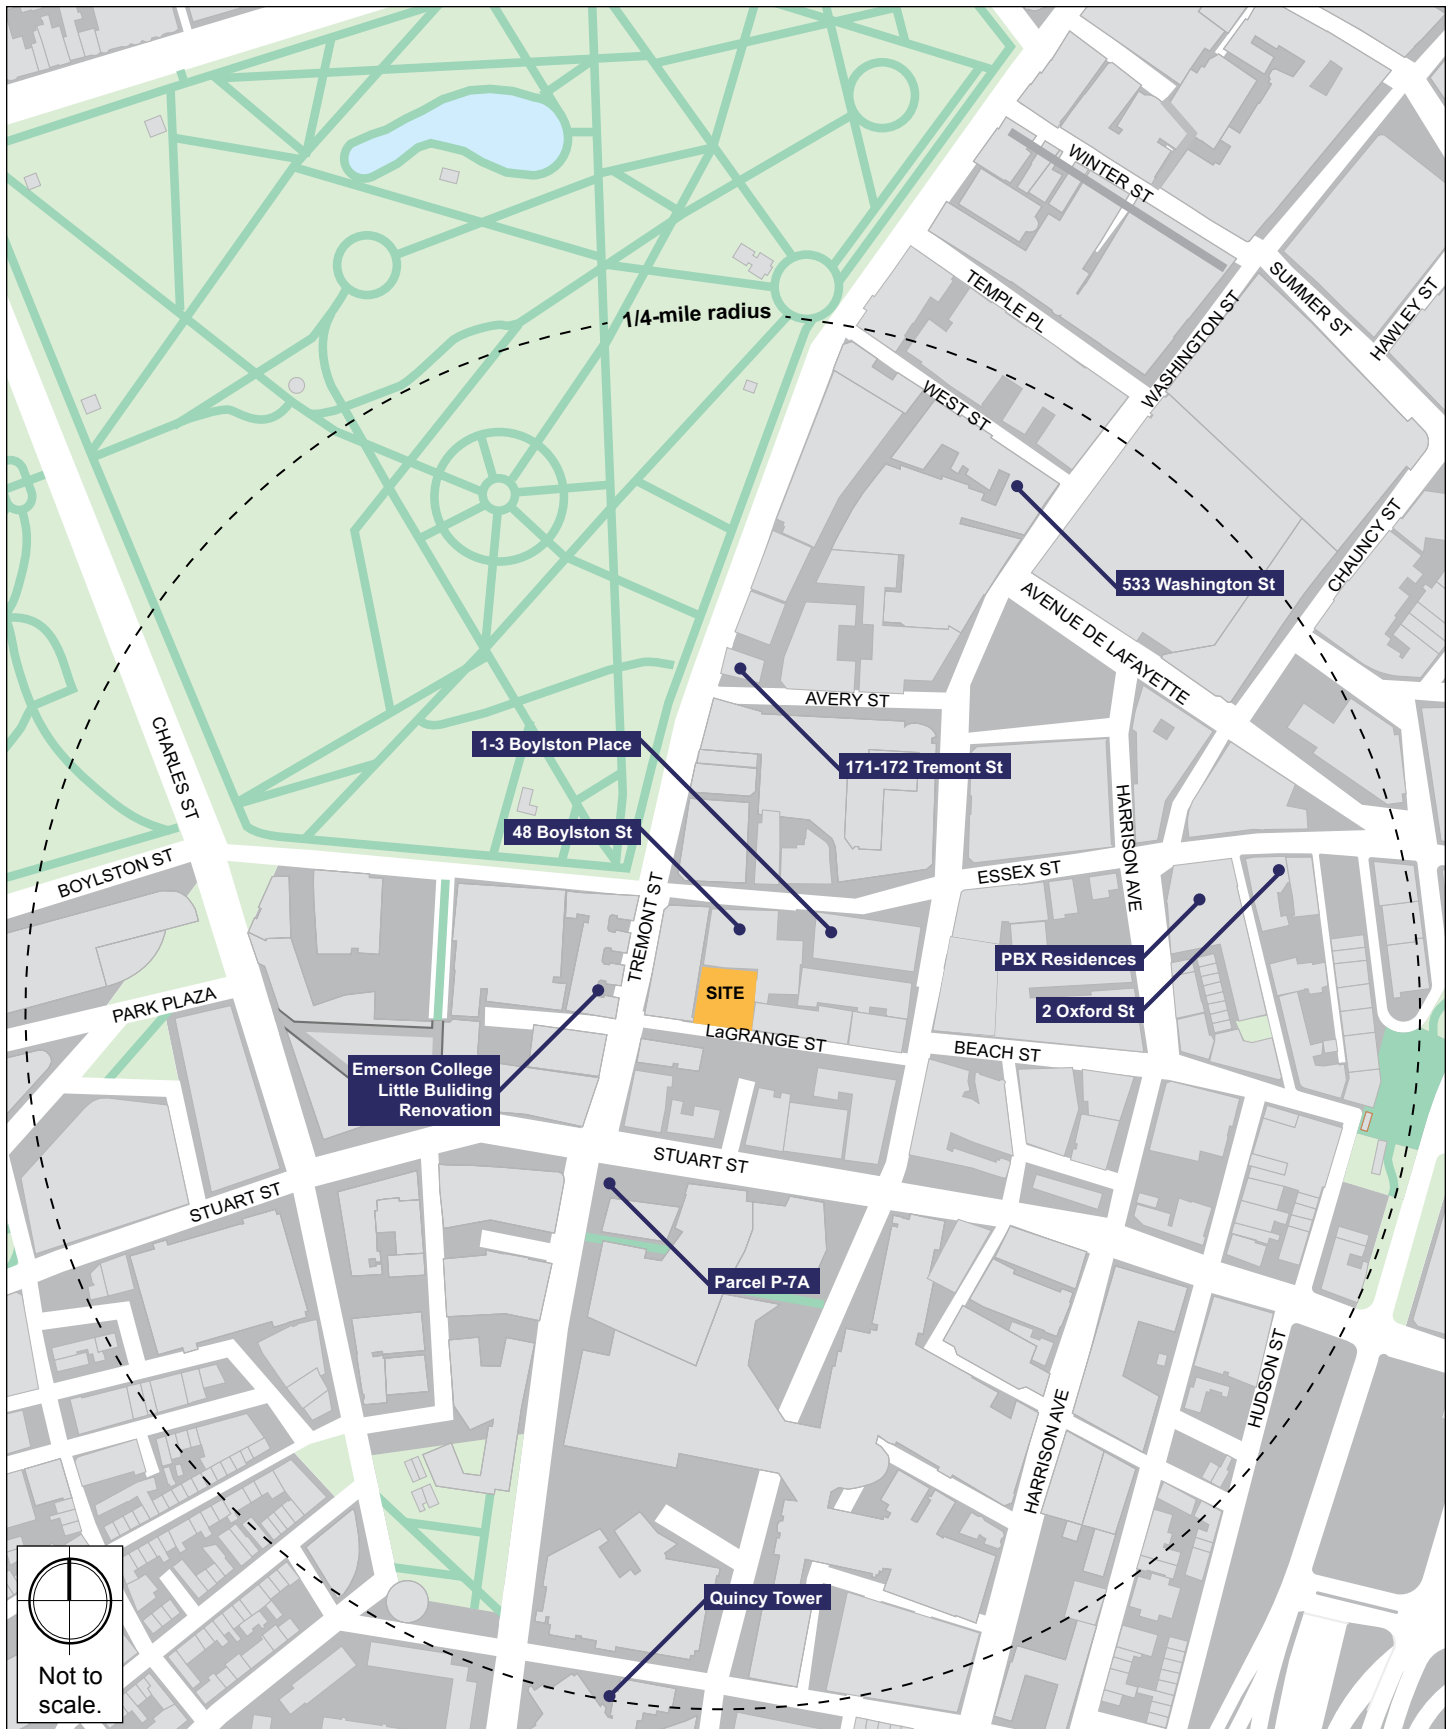 WINTER ST
TEMPLE PL
SUMMER ST
HAWLEY ST
WASHINGTON ST
1/4-mile radius
WEST ST
CHAUNCY ST
533 Washington St
AVENUE DE LAFAYETTE
AVERY ST
CHARLES ST
1-3 Boylston Place
171-172 Tremont St
HARRISON AVE
48 Boylston St
BOYLSTON ST
ESSEX ST
TREMONT ST
PBX Residences
SITE
PARK PLAZA
2 Oxford St
LaGRANGE ST
BEACH ST
Emerson College
Little Buliding
Renovation
STUART ST
STUART ST
Parcel P-7A
HUDSON ST
HARRISON AVE
Quincy Tower
Not to
scale.